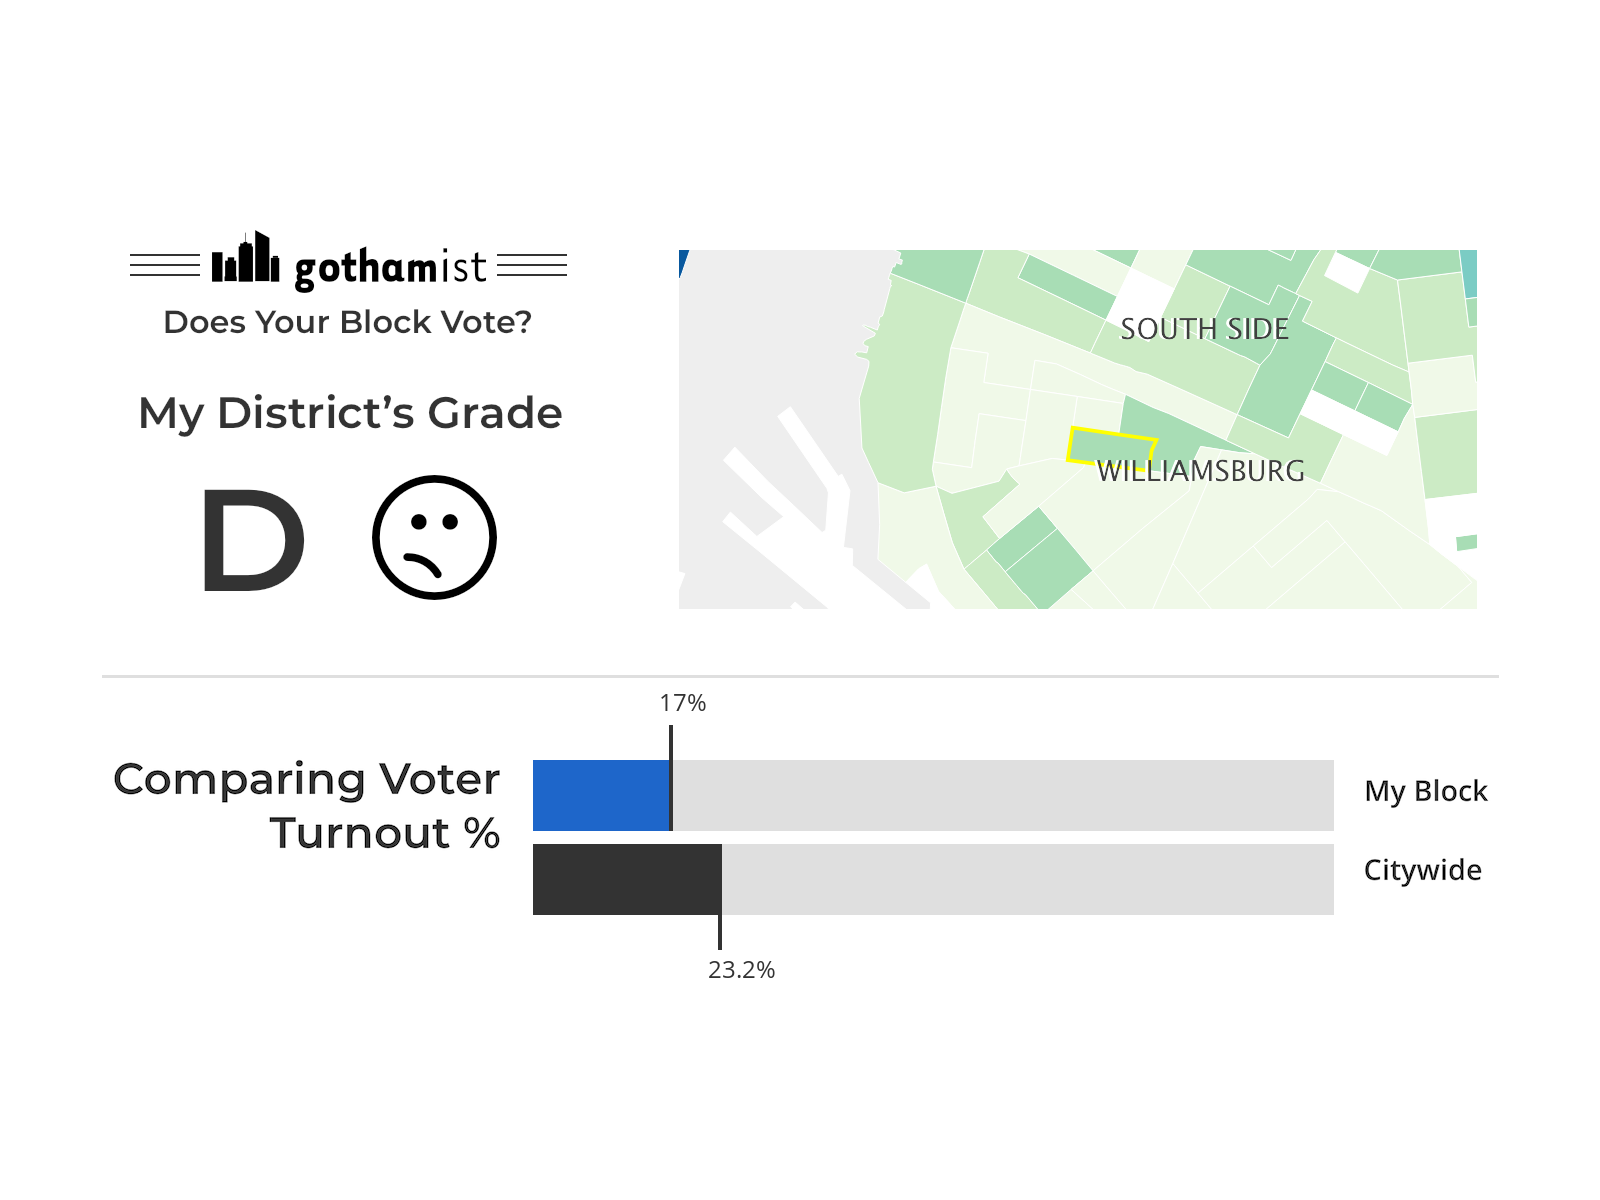 gothamist
Does Your Block Vote?
My District’s Grade
D
SOUTH SIDE
WILLIAMSBURG
17%
Comparing Voter
Turnout %
My Block
Citywide
23.2%